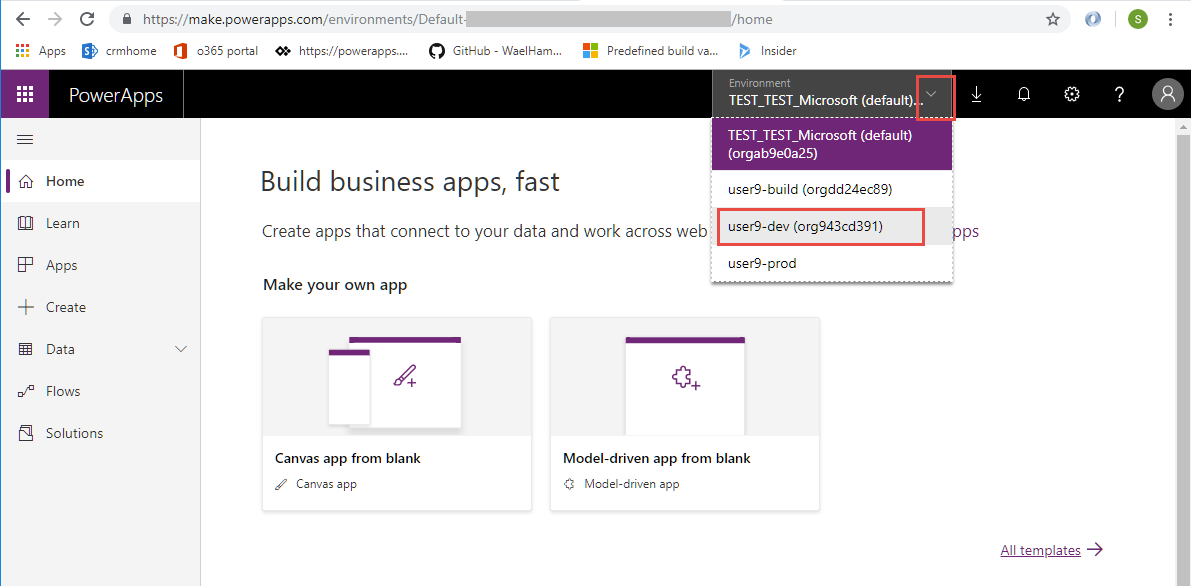 https://make.powerapps.com/environments/Default-
/home
S
Apps
crmhome
o365 portal
https://powerapps....
GitHub - WaelHam...
Predefined build va...
Insider
PowerApps
Environment
TEST_TEST_Microsoft (default)...
?
TEST_TEST_Microsoft (default)
(orgab9e0a25)
user9-build (orgdd24ec89)
user9-dev (org943cd391)
user9-prod
Home
Learn
Apps
Create
Data
Flows
Solutions
Build business apps, fast
Create apps that connect to your data and work across web
pps
Make your own app
Canvas app from blank
Canvas app
Model-driven app from blank
Model-driven app
All templates